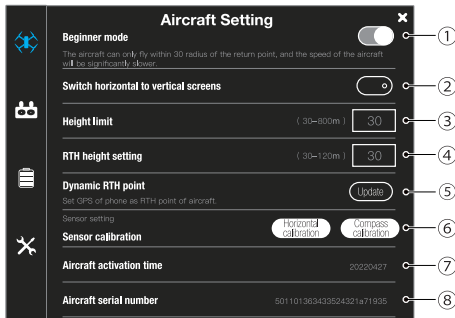 Aircraft Setting
Beginner mode
①
The aircraft can only fly within 30 radius of the return point, and the speed of the aircraft
will be significantly slower.
Switch horizontal to vertical screens
②
Height limit
( 30–800m )
30
③
RTH height setting
( 30–120m )
30
④
Dynamic RTH point
Update
⑤
Set GPS of phone as RTH point of aircraft.
Sensor setting
Sensor calibration
Horizontal
calibration
Compass
calibration
⑥
Aircraft activation time
20220427
⑦
Aircraft serial number
501101363433524321a71935
⑧